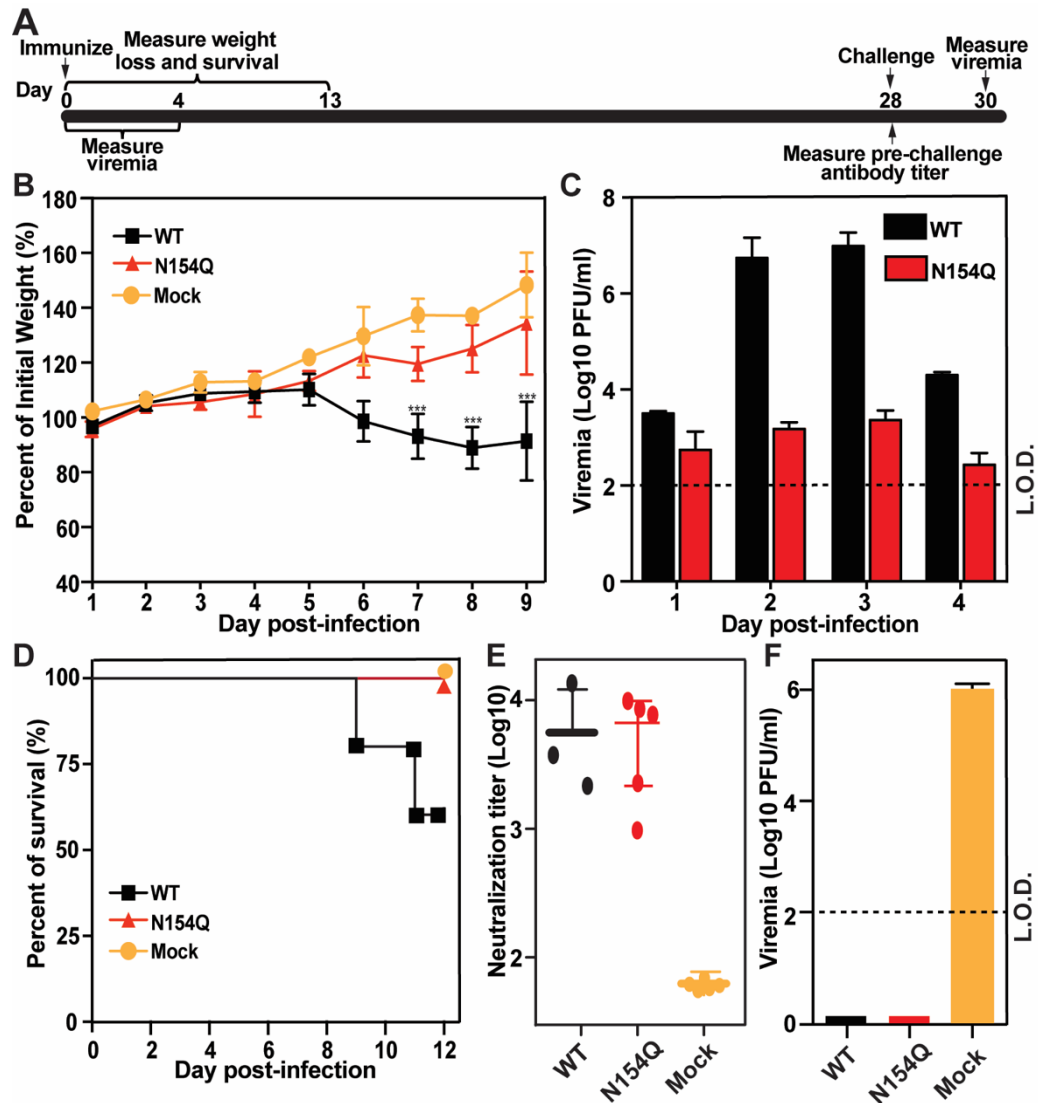 A
Immunize
Measure weight
loss and survival
Challenge
Measure
viremia
Day
0 4 13 28 30
Measure
viremia
Measure pre-challenge
antibody titer
B
Percent of Initial Weight (%)
180
160
140
120
100
80
60
40
WT
N154Q
Mock
*** *** ***
1 2 3 4 5 6 7 8 9
Day post-infection
C
Viremia (Log10 PFU/ml)
8
6
4
2
0
WT
N154Q
L.O.D.
1 2 3 4
Day post-infection
D
Percent of survival (%)
100
75
50
25
0
WT
N154Q
Mock
0 2 4 6 8 10 12
Day post-infection
E
Neutralization titer (Log10)
4
3
2
WT
N154Q
Mock
F
Viremia (Log10 PFU/ml)
6
4
2
0
L.O.D.
WT
N154Q
Mock